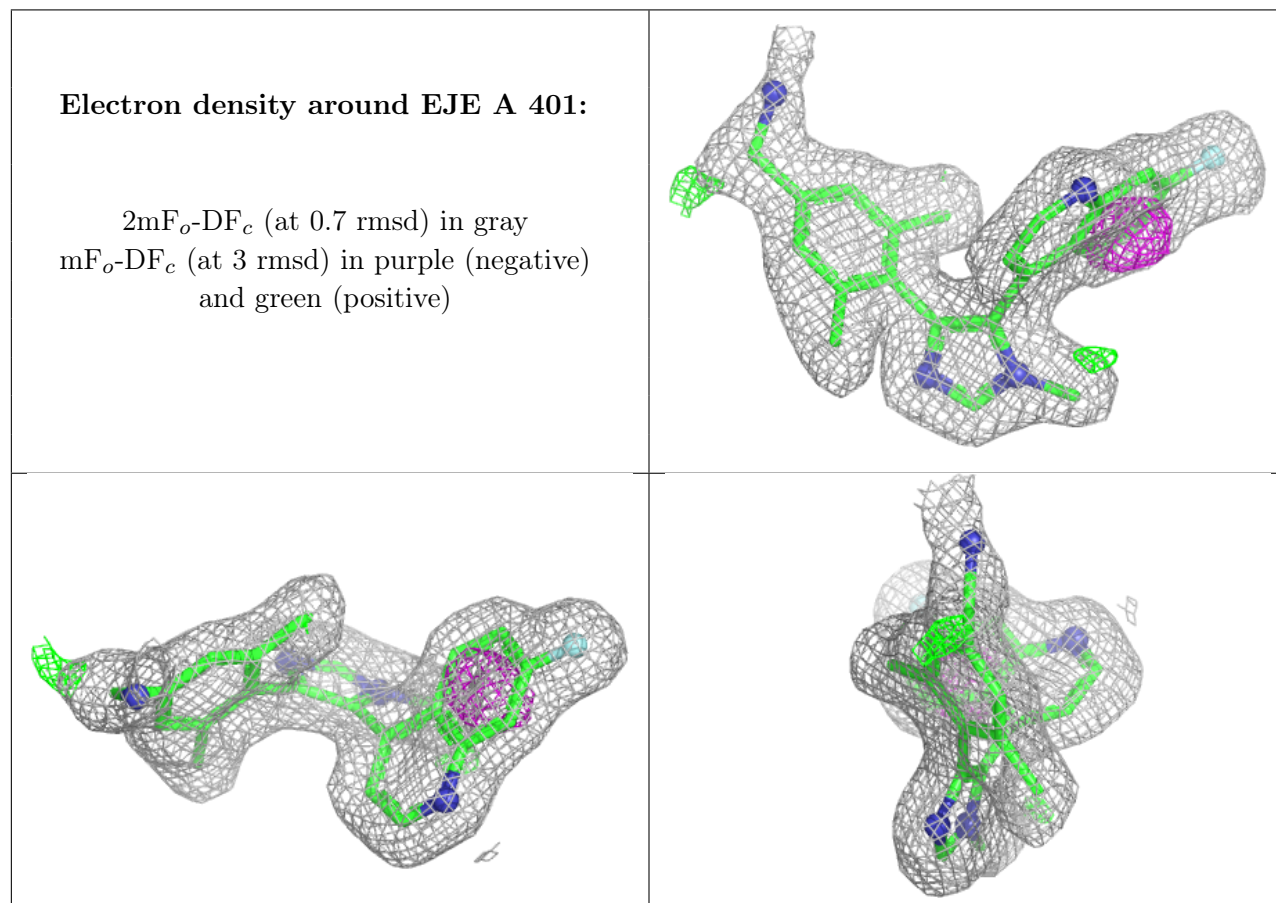 Electron density around EJE A 401:
2mFo-DFc (at 0.7 rmsd) in gray
mFo-DFc (at 3 rmsd) in purple (negative)
and green (positive)